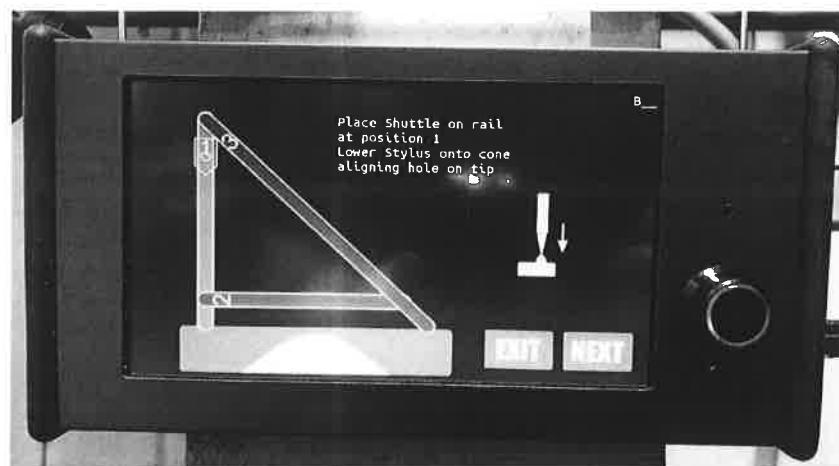 B__
Place Shuttle on rail
at position 1
Lower Stylus onto cone
aligning hole on tip
1
3
2
EXIT
NEXT